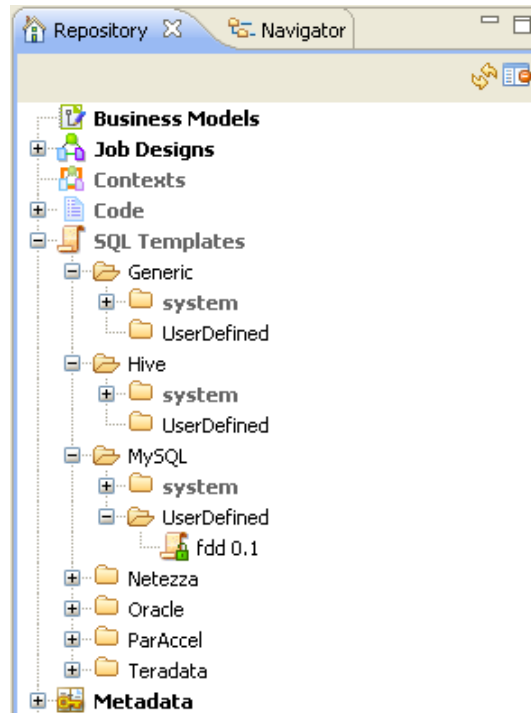 Repository Navigator
Business Models
Job Designs
Contexts
Code
SQL Templates
Generic
system
UserDefined
Hive
system
UserDefined
MySQL
system
UserDefined
fdd 0.1
Netezza
Oracle
ParAccel
Teradata
Metadata